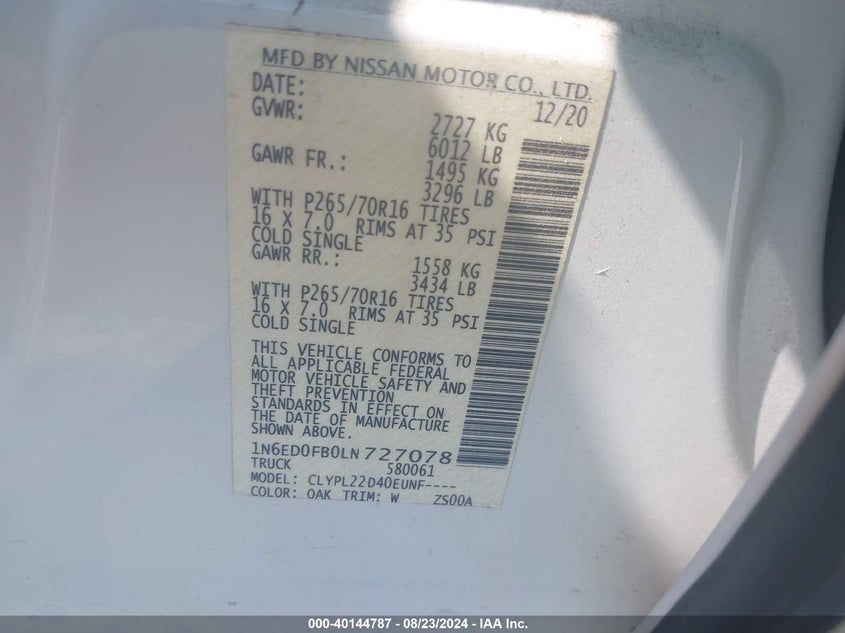 MFD BY NISSAN MOTOR CO., LTD.
DATE: 12/20
GVWR: 2727 KG
6012 LB
GAWR FR.: 1495 KG
3296 LB
WITH P265/70R16 TIRES
16 X 7.0 RIMS AT 35 PSI
COLD SINGLE
GAWR RR.: 1558 KG
3434 LB
WITH P265/70R16 TIRES
16 X 7.0 RIMS AT 35 PSI
COLD SINGLE
THIS VEHICLE CONFORMS TO
ALL APPLICABLE FEDERAL
MOTOR VEHICLE SAFETY AND
THEFT PREVENTION
STANDARDS IN EFFECT ON
THE DATE OF MANUFACTURE
SHOWN ABOVE.
1N6ED0FB0LN727078
TRUCK 580061
MODEL: CLYPL22D40EUNF----
COLOR: QAK TRIM: W ZS00A
000-40144787 - 08/23/2024 - IAA Inc.